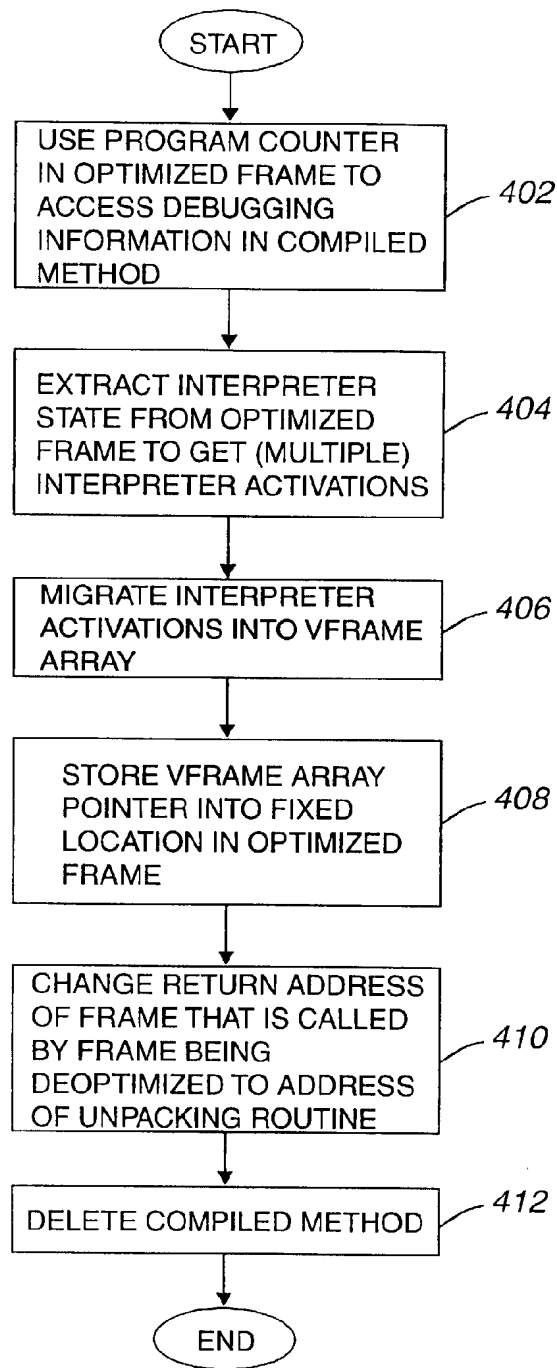 START
USE PROGRAM COUNTER
IN OPTIMIZED FRAME TO
ACCESS DEBUGGING
INFORMATION IN COMPILED
METHOD
402
EXTRACT INTERPRETER
STATE FROM OPTIMIZED
FRAME TO GET (MULTIPLE)
INTERPRETER ACTIVATIONS
404
MIGRATE INTERPRETER
ACTIVATIONS INTO VFRAME
ARRAY
406
STORE VFRAME ARRAY
POINTER INTO FIXED
LOCATION IN OPTIMIZED
FRAME
408
CHANGE RETURN ADDRESS
OF FRAME THAT IS CALLED
BY FRAME BEING
DEOPTIMIZED TO ADDRESS
OF UNPACKING ROUTINE
410
DELETE COMPILED METHOD
412
END